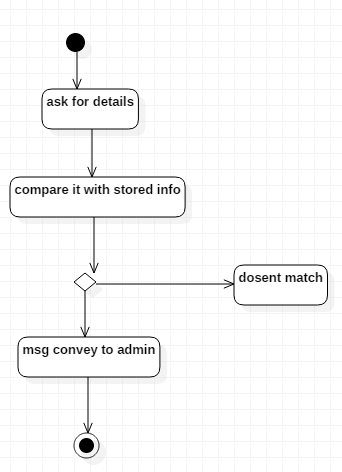 ask for details
compare it with stored info
dosent match
msg convey to admin